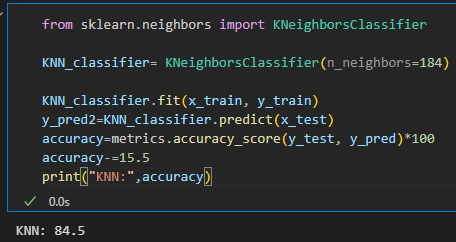 from sklearn.neighbors import KNeighborsClassifier
KNN_classifier= KNeighborsClassifier(n_neighbors=184)
KNN_classifier.fit(x_train, y_train)
y_pred2=KNN_classifier.predict(x_test)
accuracy=metrics.accuracy_score(y_test, y_pred)*100
accuracy-=15.5
print("KNN:",accuracy)
0.0s
KNN: 84.5